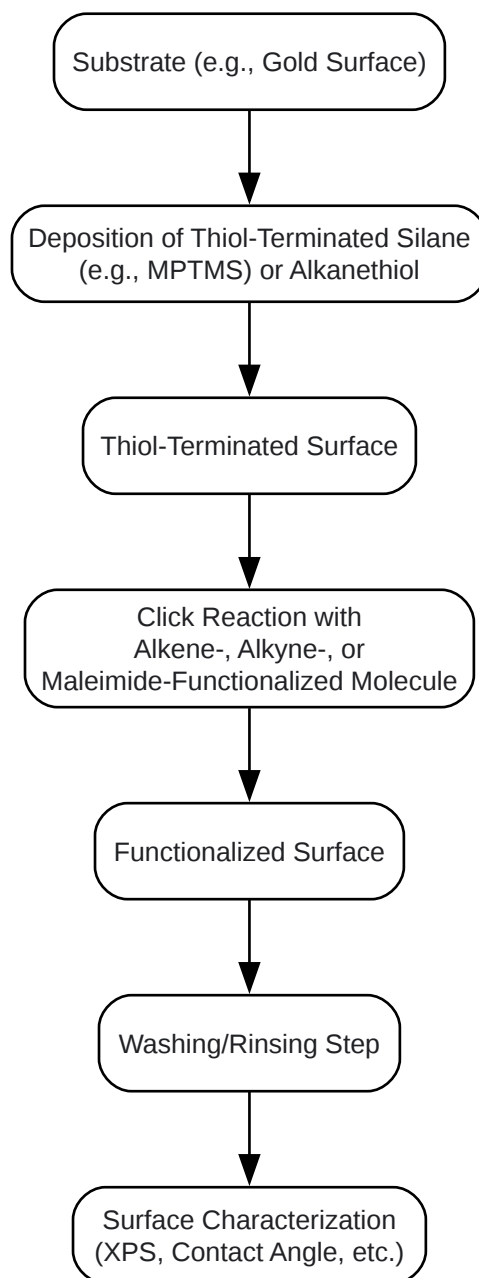 Substrate (e.g., Gold Surface)
Deposition of Thiol-Terminated Silane
(e.g., MPTMS) or Alkanethiol
Thiol-Terminated Surface
Click Reaction with
Alkene-, Alkyne-, or
Maleimide-Functionalized Molecule
Functionalized Surface
Washing/Rinsing Step
Surface Characterization
(XPS, Contact Angle, etc.)